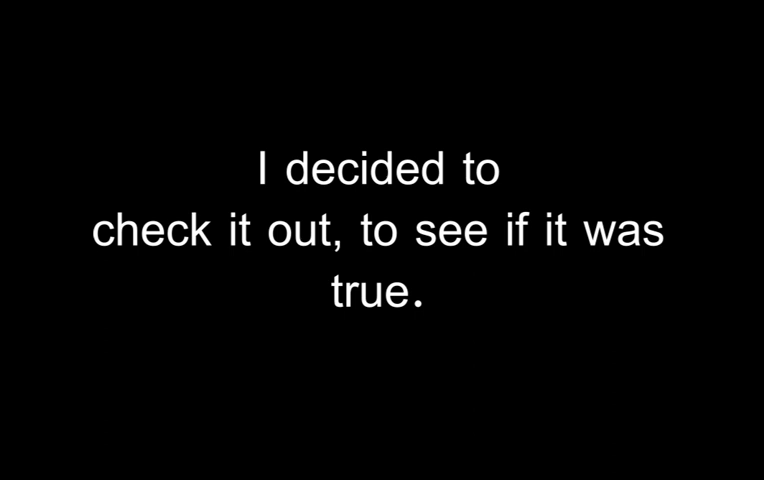 I decided to
check it out, to see if it was
true.